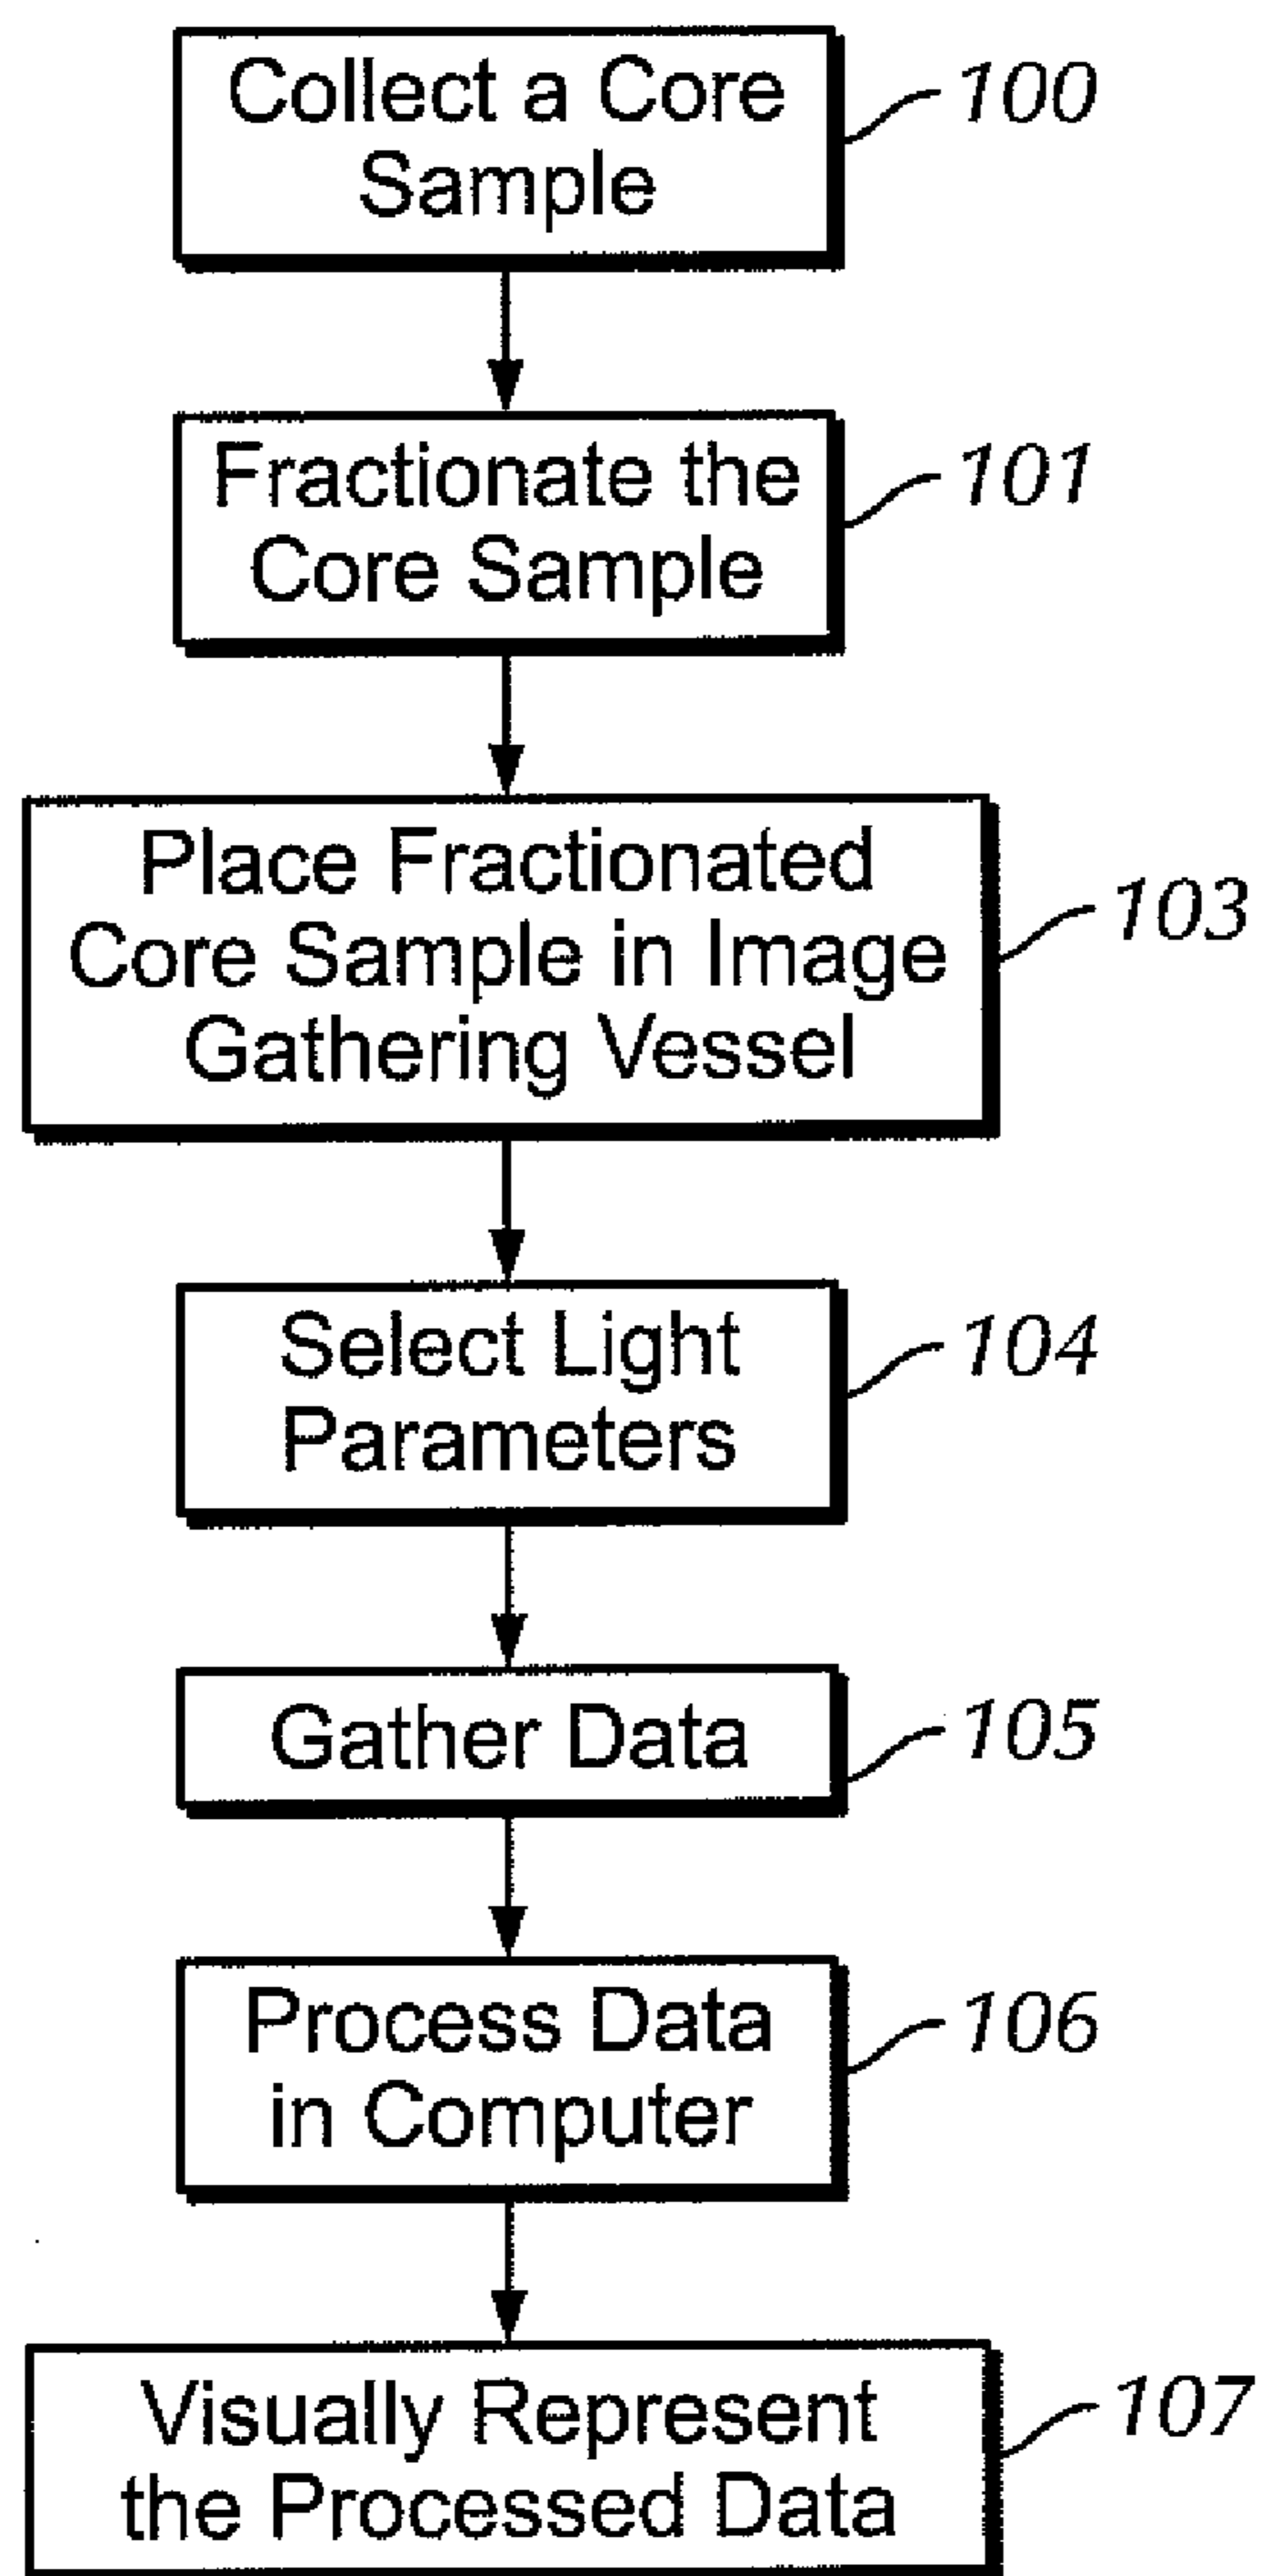 Collect a Core
Sample
100
Fractionate the
Core Sample
101
Place Fractionated
Core Sample in Image
Gathering Vessel
103
Select Light
Parameters
104
Gather Data
105
Process Data
in Computer
106
Visually Represent
the Processed Data
107